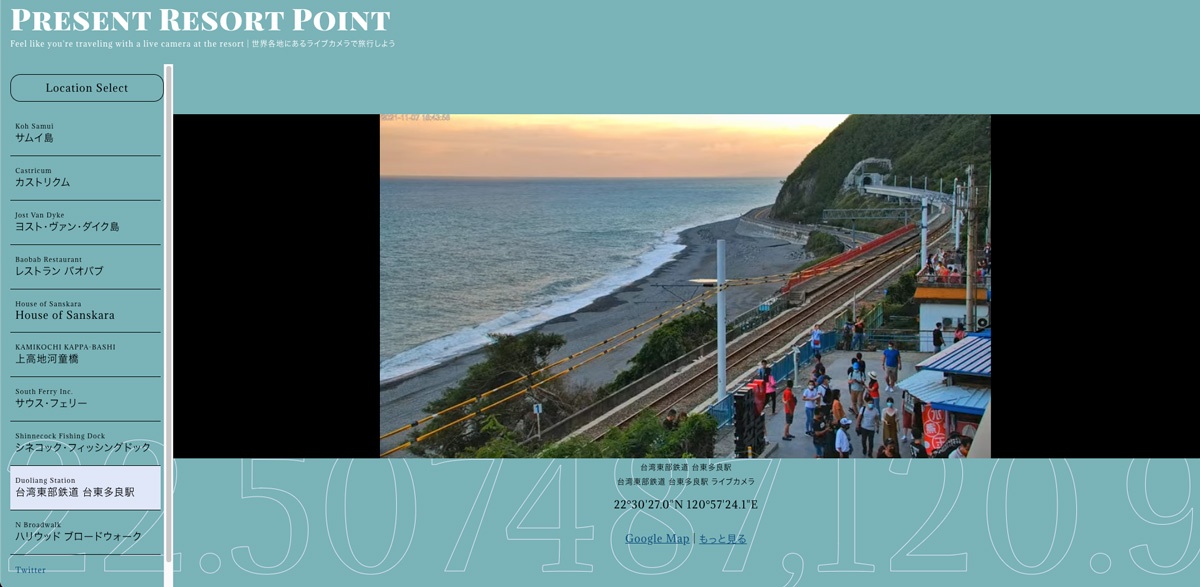 PRESENT RESORT POINT
Feel like you're traveling with a live camera at the resort | 世界各地にあるライブカメラで旅行しよう
Location Select
Koh Samui
サムイ島
Castricum
カストリクム
Jost Van Dyke
ヨスト・ヴァン・ダイク島
Baobab Restaurant
レストラン バオバブ
House of Sanskara
House of Sanskara
KAMIKOCHI KAPPA-BASHI
上高地河童橋
South Ferry Inc.
サウス・フェリー
Shinnecock Fishing Dock
シネコック・フィッシングドック
Duoliang Station
台湾東部鉄道 台東多良駅
N Broadwalk
ハリウッド ブロードウォーク
Twitter
台湾東部鉄道 台東多良駅
台湾東部鉄道 台東多良駅 ライブカメラ
22°30'27.0"N 120°57'24.1"E
Google Map | もっと見る
22.507487,120.9